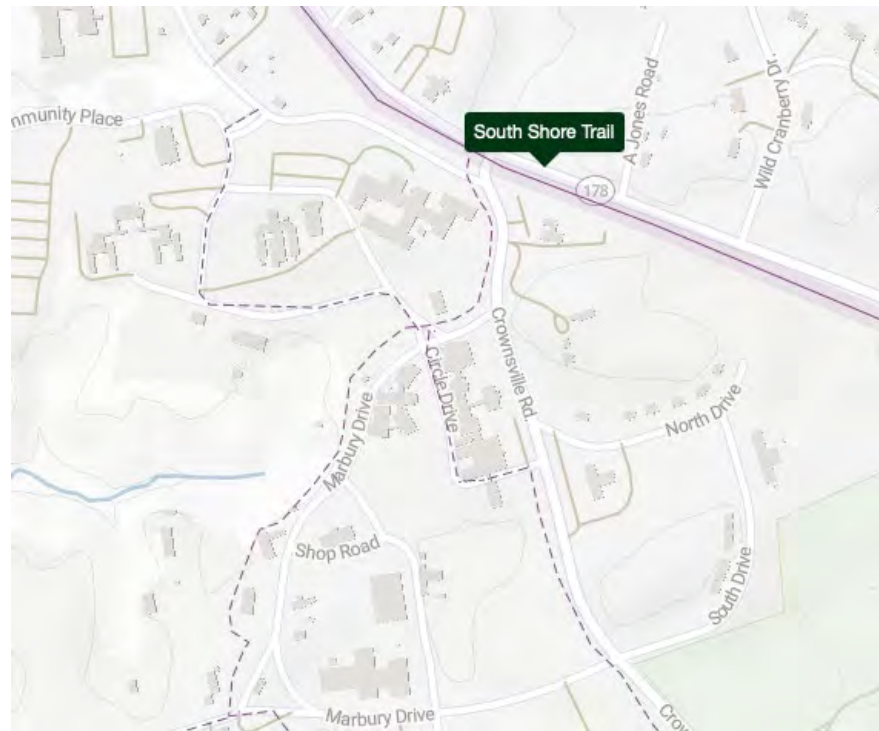 mmunity Place
South Shore Trail
A Jones Road
Wild Cranberry Dr.
178
Crownsville Rd.
Circle Drive
Marbury Drive
North Drive
Shop Road
South Drive
Marbury Drive
Crow